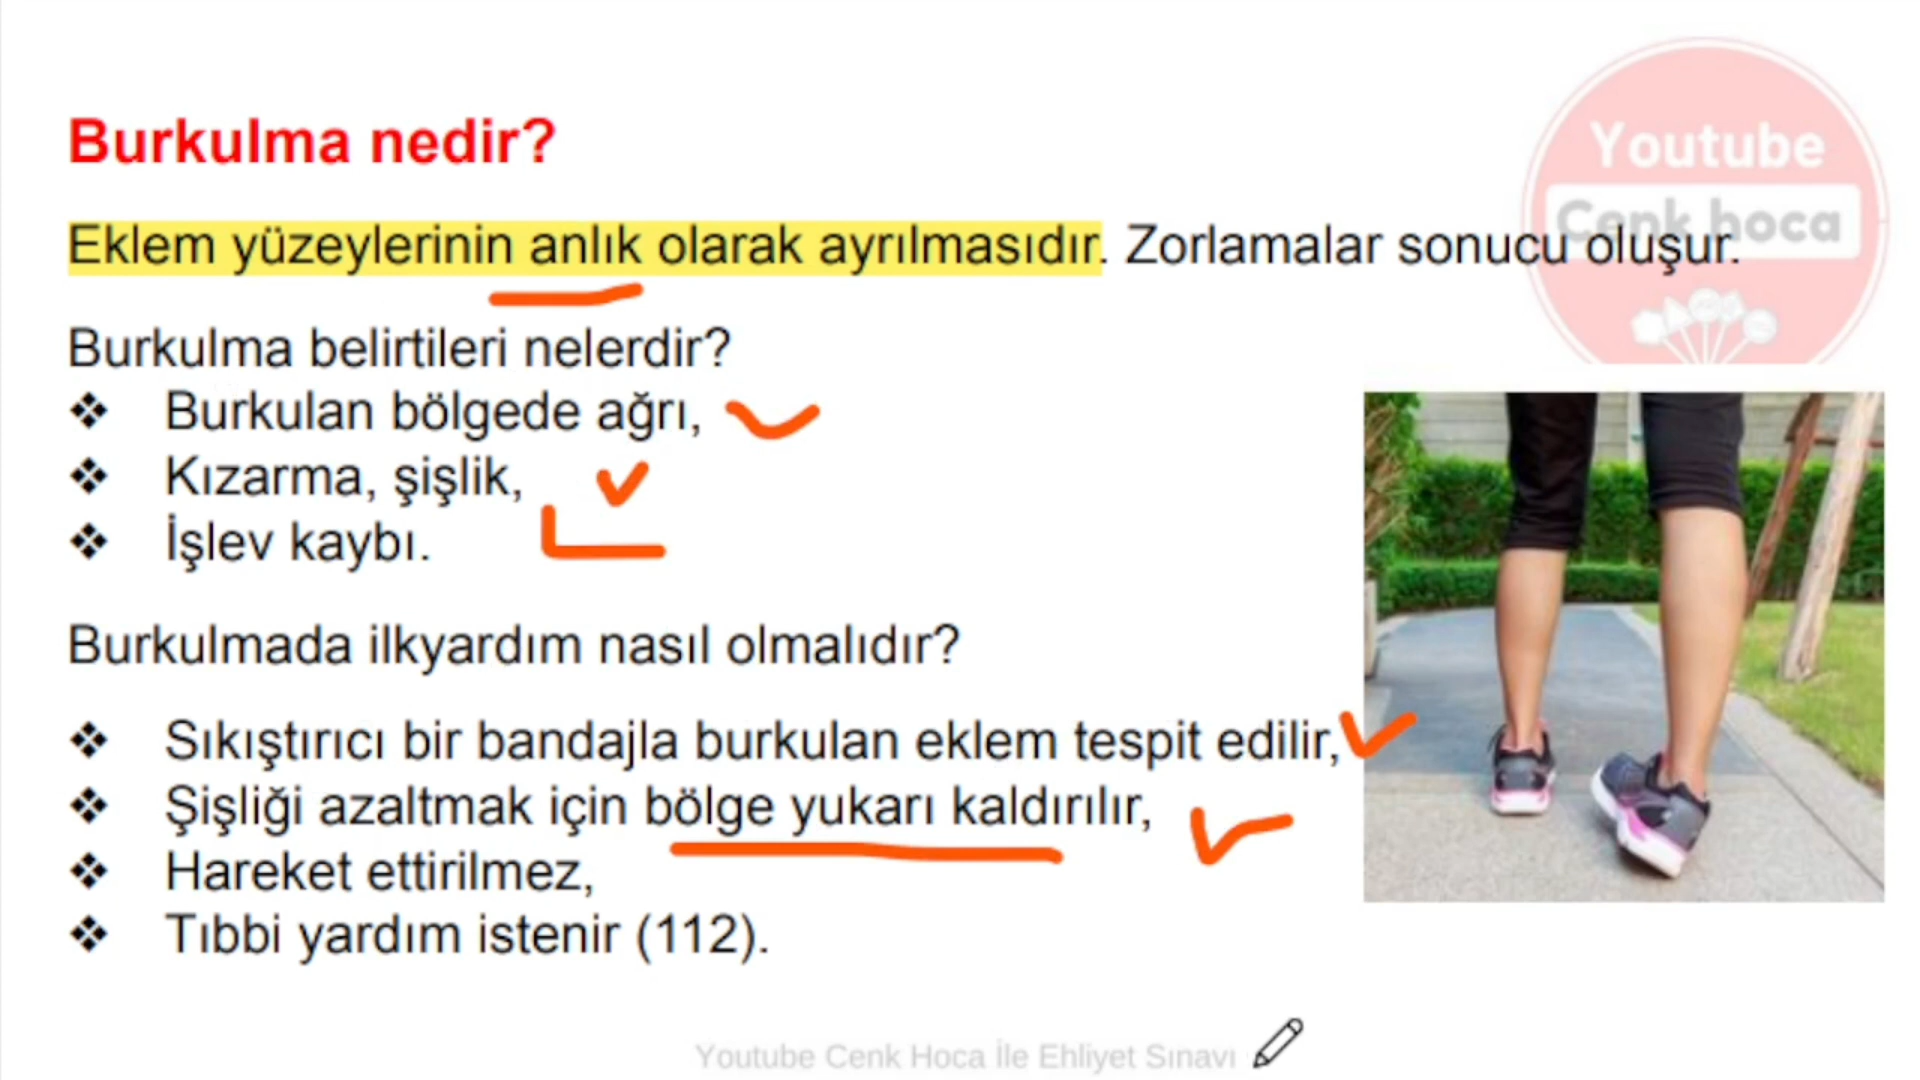 Youtube
Cenk hoca
Burkulma nedir?
Eklem yüzeylerinin anlık olarak ayrılmasıdır. Zorlamalar sonucu oluşur.
Burkulma belirtileri nelerdir?
❖ Burkulan bölgede ağrı,
❖ Kızarma, şişlik,
❖ İşlev kaybı.
Burkulmada ilkyardım nasıl olmalıdır?
❖ Sıkıştırıcı bir bandajla burkulan eklem tespit edilir,
❖ Şişliği azaltmak için bölge yukarı kaldırılır,
❖ Hareket ettirilmez,
❖ Tıbbi yardım istenir (112).
Youtube Cenk Hoca İle Ehliyet Sınavı